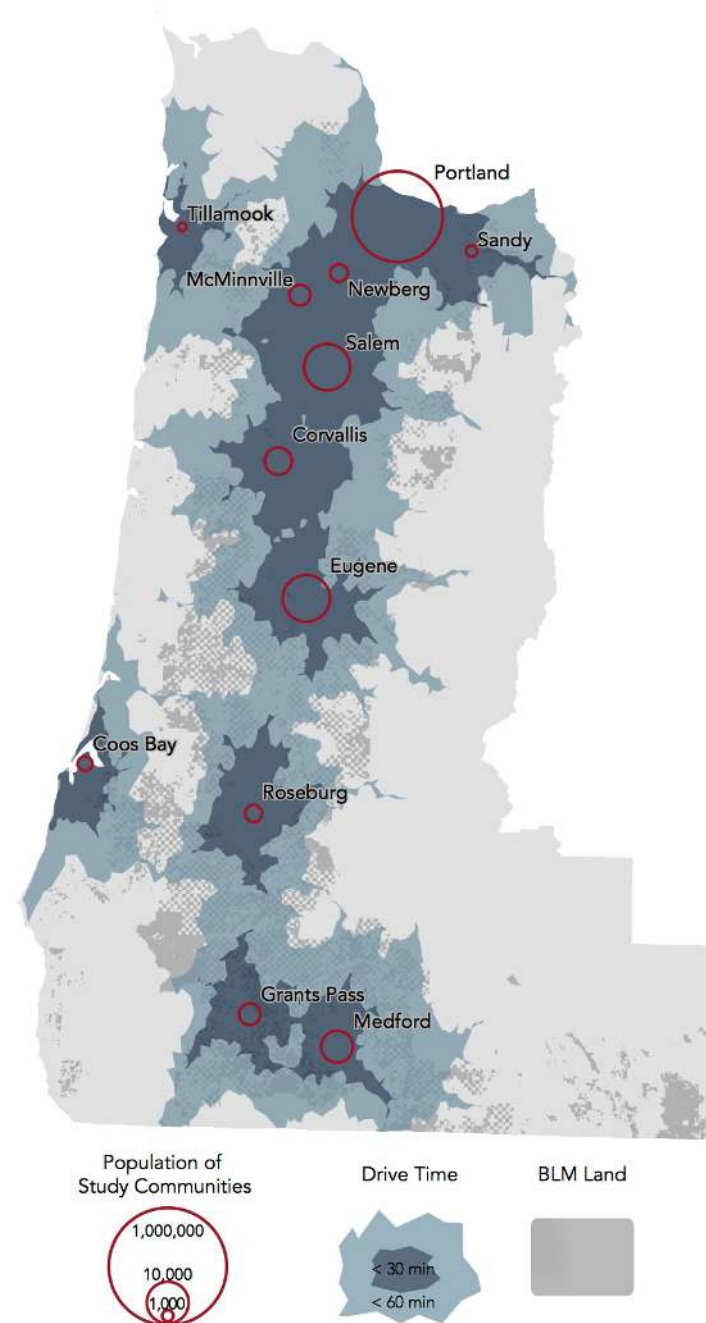 Portland
Tillamook
Sandy
McMinnville
Newberg
Salem
Corvallis
Eugene
Coos Bay
Roseburg
Grants Pass
Medford
Population of
Study Communities
1,000,000
10,000
1,000
Drive Time
< 30 min
< 60 min
BLM Land